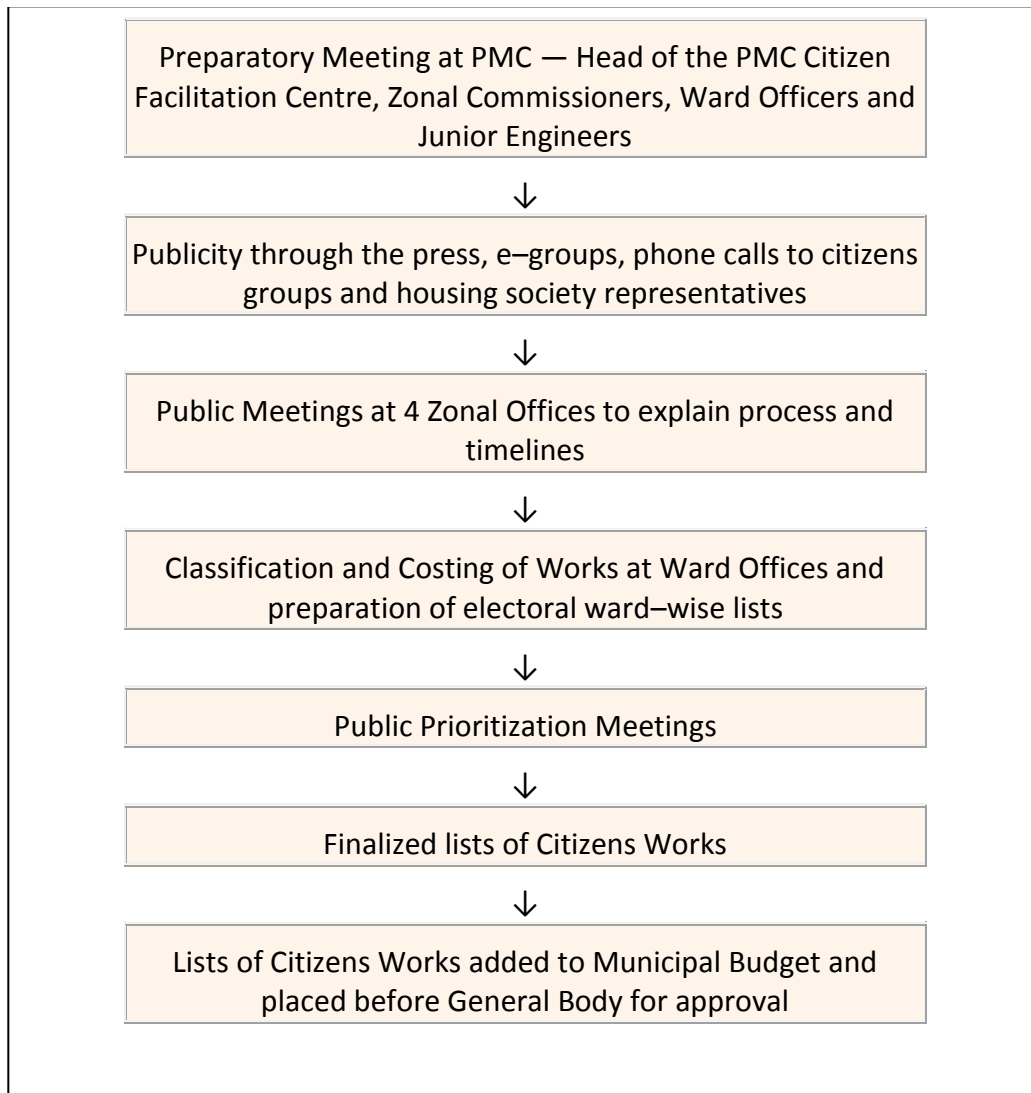 Preparatory Meeting at PMC — Head of the PMC Citizen
Facilitation Centre, Zonal Commissioners, Ward Officers and
Junior Engineers
↓
Publicity through the press, e–groups, phone calls to citizens
groups and housing society representatives
↓
Public Meetings at 4 Zonal Offices to explain process and
timelines
↓
Classification and Costing of Works at Ward Offices and
preparation of electoral ward–wise lists
↓
Public Prioritization Meetings
↓
Finalized lists of Citizens Works
↓
Lists of Citizens Works added to Municipal Budget and
placed before General Body for approval